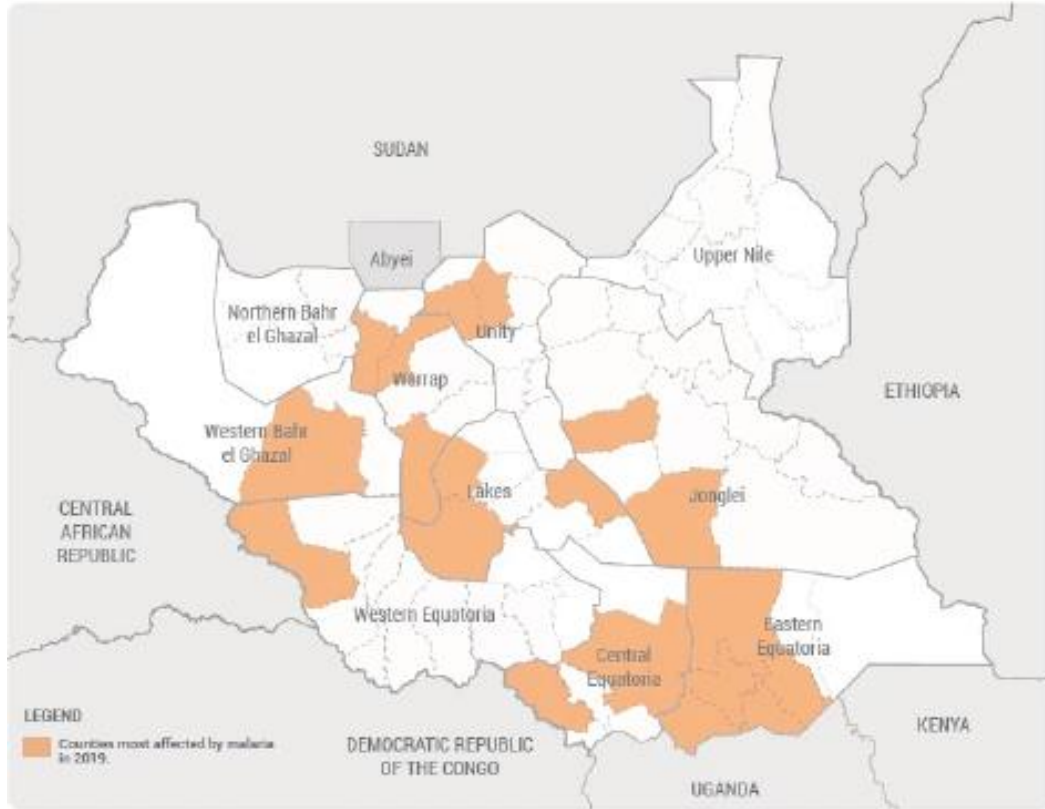 SUDAN
Abyei
Upper Nile
Northern Bahr
el Ghazal
Unity
Warrap
ETHIOPIA
Western Bahr
el Ghazal
Lakes
Jonglei
CENTRAL
AFRICAN
REPUBLIC
Western Equatoria
Eastern
Equatoria
Central
Equatoria
LEGEND
Counties most affected by malaria
in 2019.
DEMOCRATIC REPUBLIC
OF THE CONGO
KENYA
UGANDA